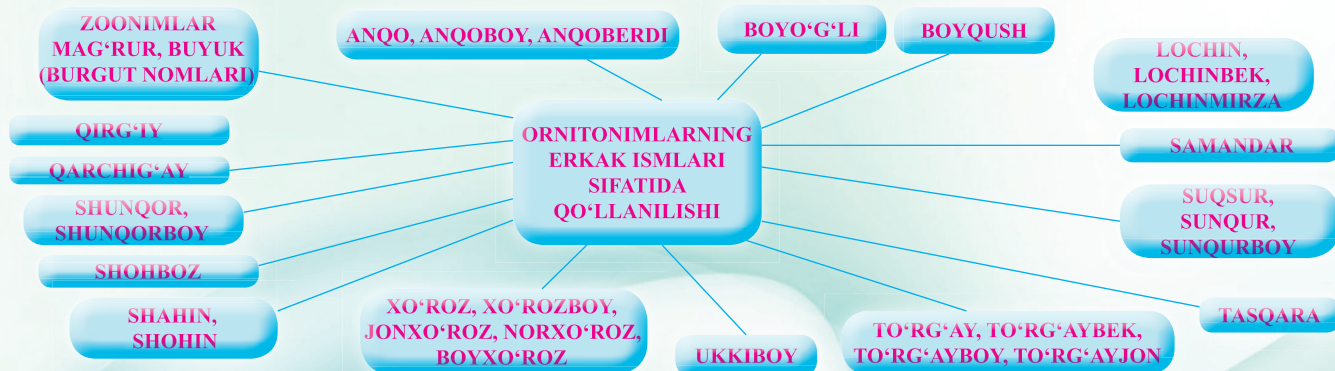 ZOONIMLAR
MAG‘RUR, BUYUK
(BURGUT NOMLARI)
ANQO, ANQOBOY, ANQOBERDI
BOYO‘G‘LI
BOYQUSH
LOCHIN,
LOCHINBEK,
LOCHINMIRZA
QIRG‘IY
ORNITONIMLARNING
ERKAK ISMLARI
SIFATIDA
QO‘LLANILISHI
SAMANDAR
QARCHIG‘AY
SHUNQOR,
SHUNQORBOY
SUQSUR,
SUNQUR,
SUNQURBOY
SHOHBOZ
SHAHIN,
SHOHIN
XO‘ROZ, XO‘ROZBOY,
JONXO‘ROZ, NORXO‘ROZ,
BOYXO‘ROZ
UKKIBOY
TO‘RG‘AY, TO‘RG‘AYBEK,
TO‘RG‘AYBOY, TO‘RG‘AYJON
TASQARA